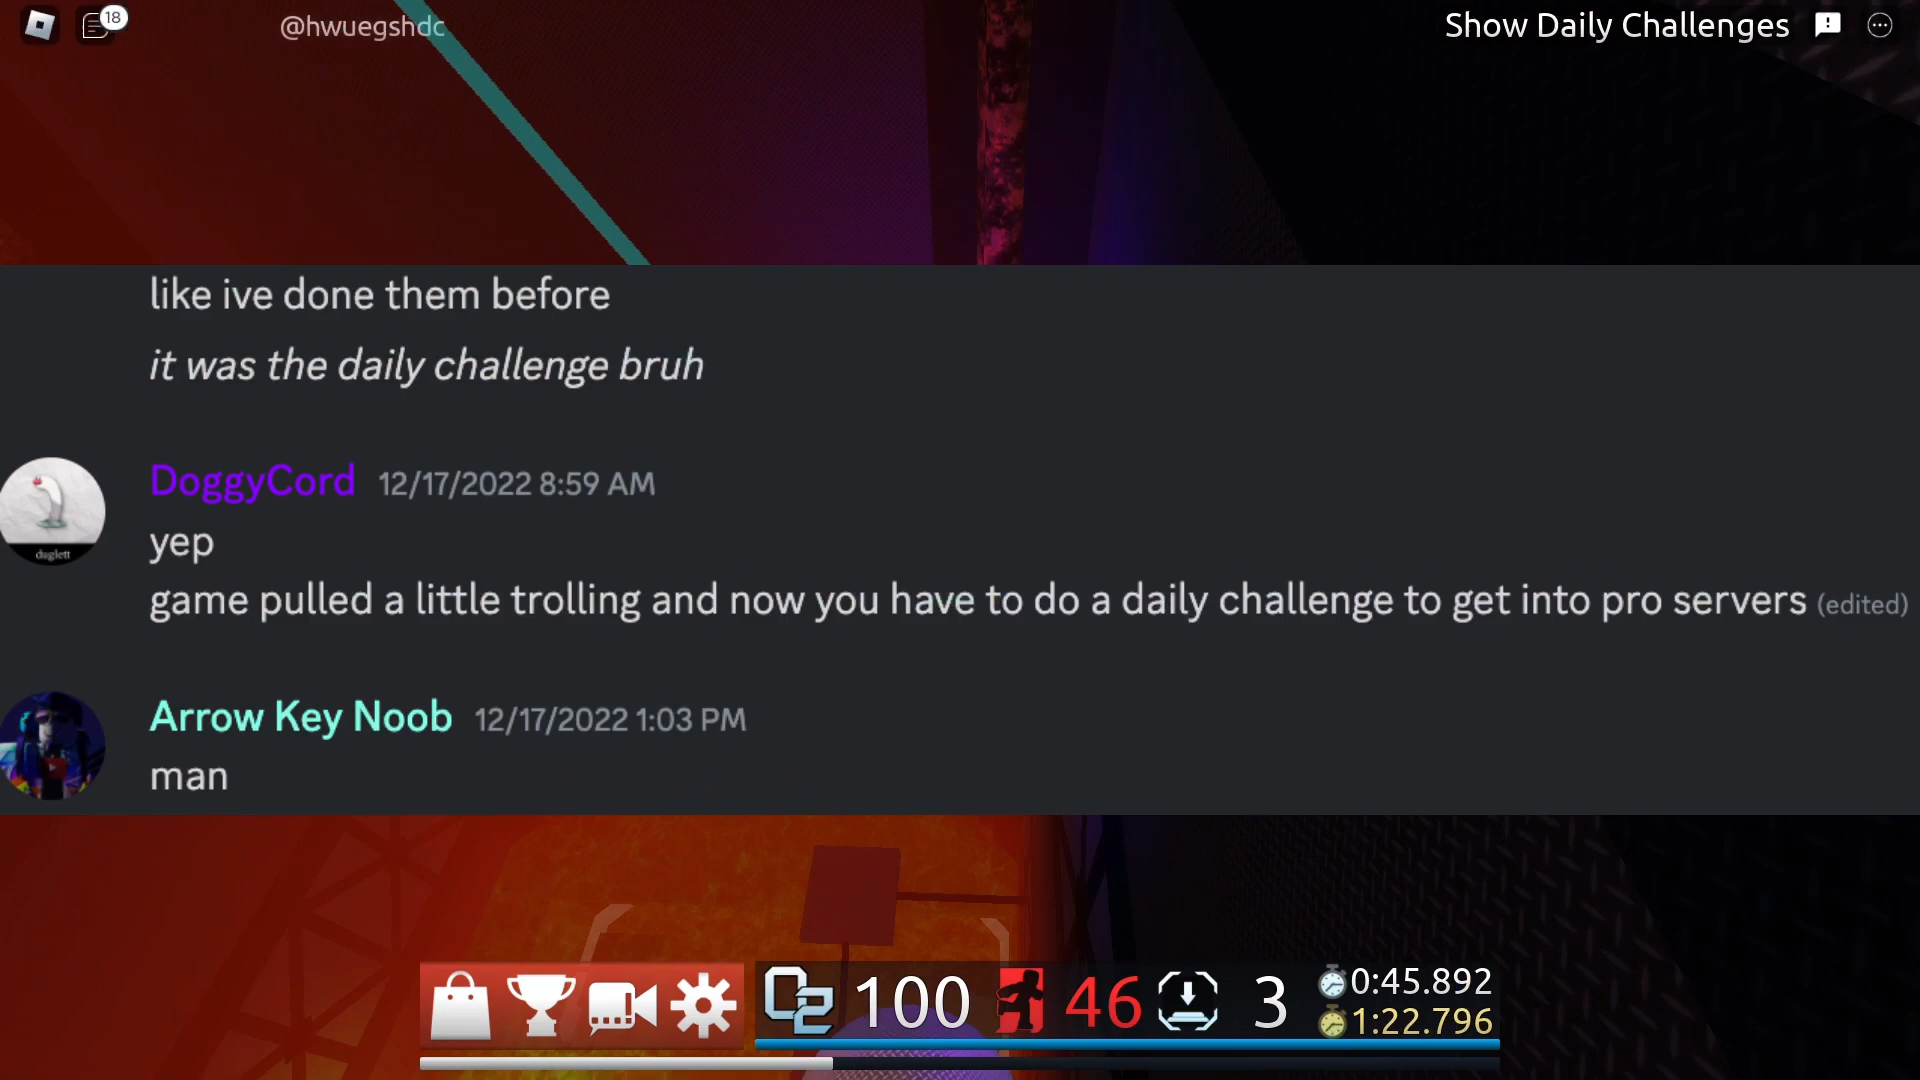 18
@hwuegshdc
Show Daily Challenges
like ive done them before
it was the daily challenge bruh
DoggyCord 12/17/2022 8:59 AM
yep
duglett
game pulled a little trolling and now you have to do a daily challenge to get into pro servers (edited)
Arrow Key Noob 12/17/2022 1:03 PM
man
O2 100 46 3 0:45.892
1:22.796